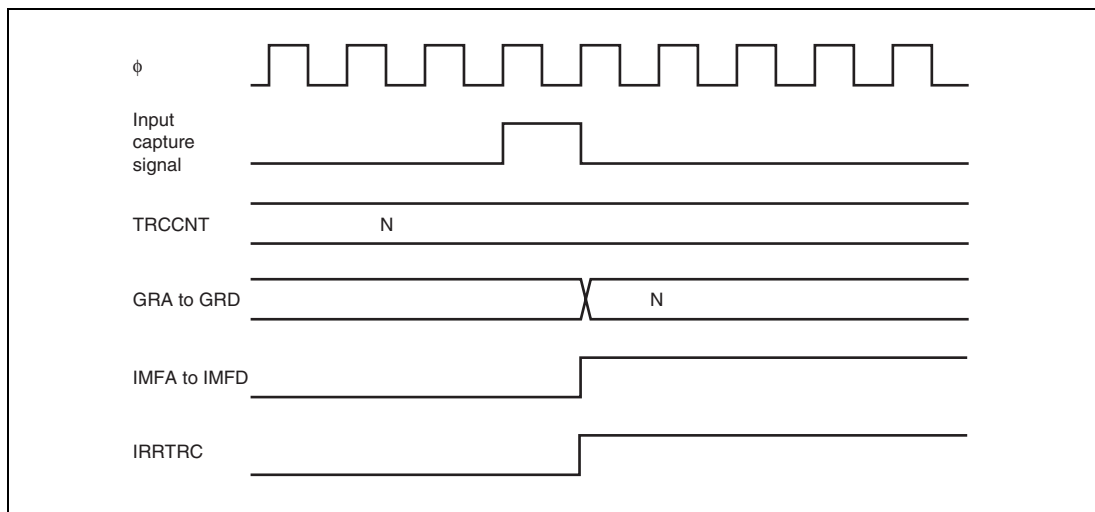 ϕ
Input
capture
signal
TRCCNT
N
GRA to GRD
N
IMFA to IMFD
IRRTRC